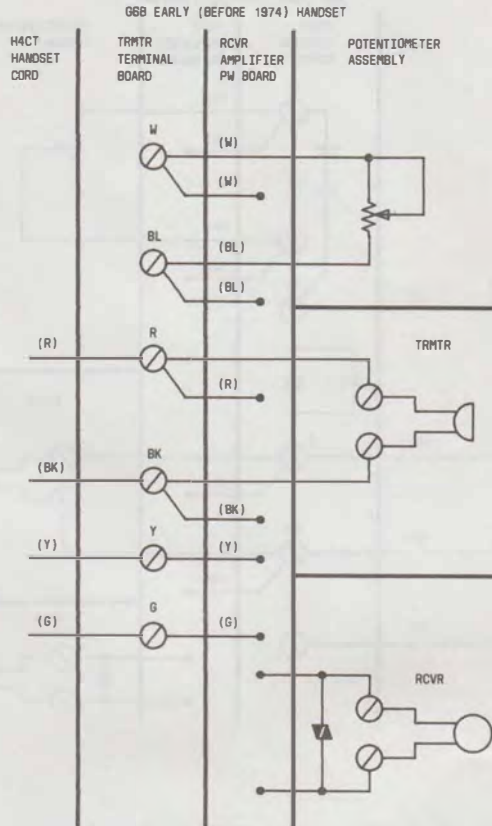 G6B EARLY (BEFORE 1974) HANDSET
H4CT
HANDSET
CORD
TRMTR
TERMINAL
BOARD
RCVR
AMPLIFIER
PW BOARD
POTENTIOMETER
ASSEMBLY
W
(W)
(W)
BL
(BL)
(BL)
(R)
R
TRMTR
(R)
(BK)
BK
(BK)
(Y)
Y
(Y)
(G)
G
(G)
RCVR